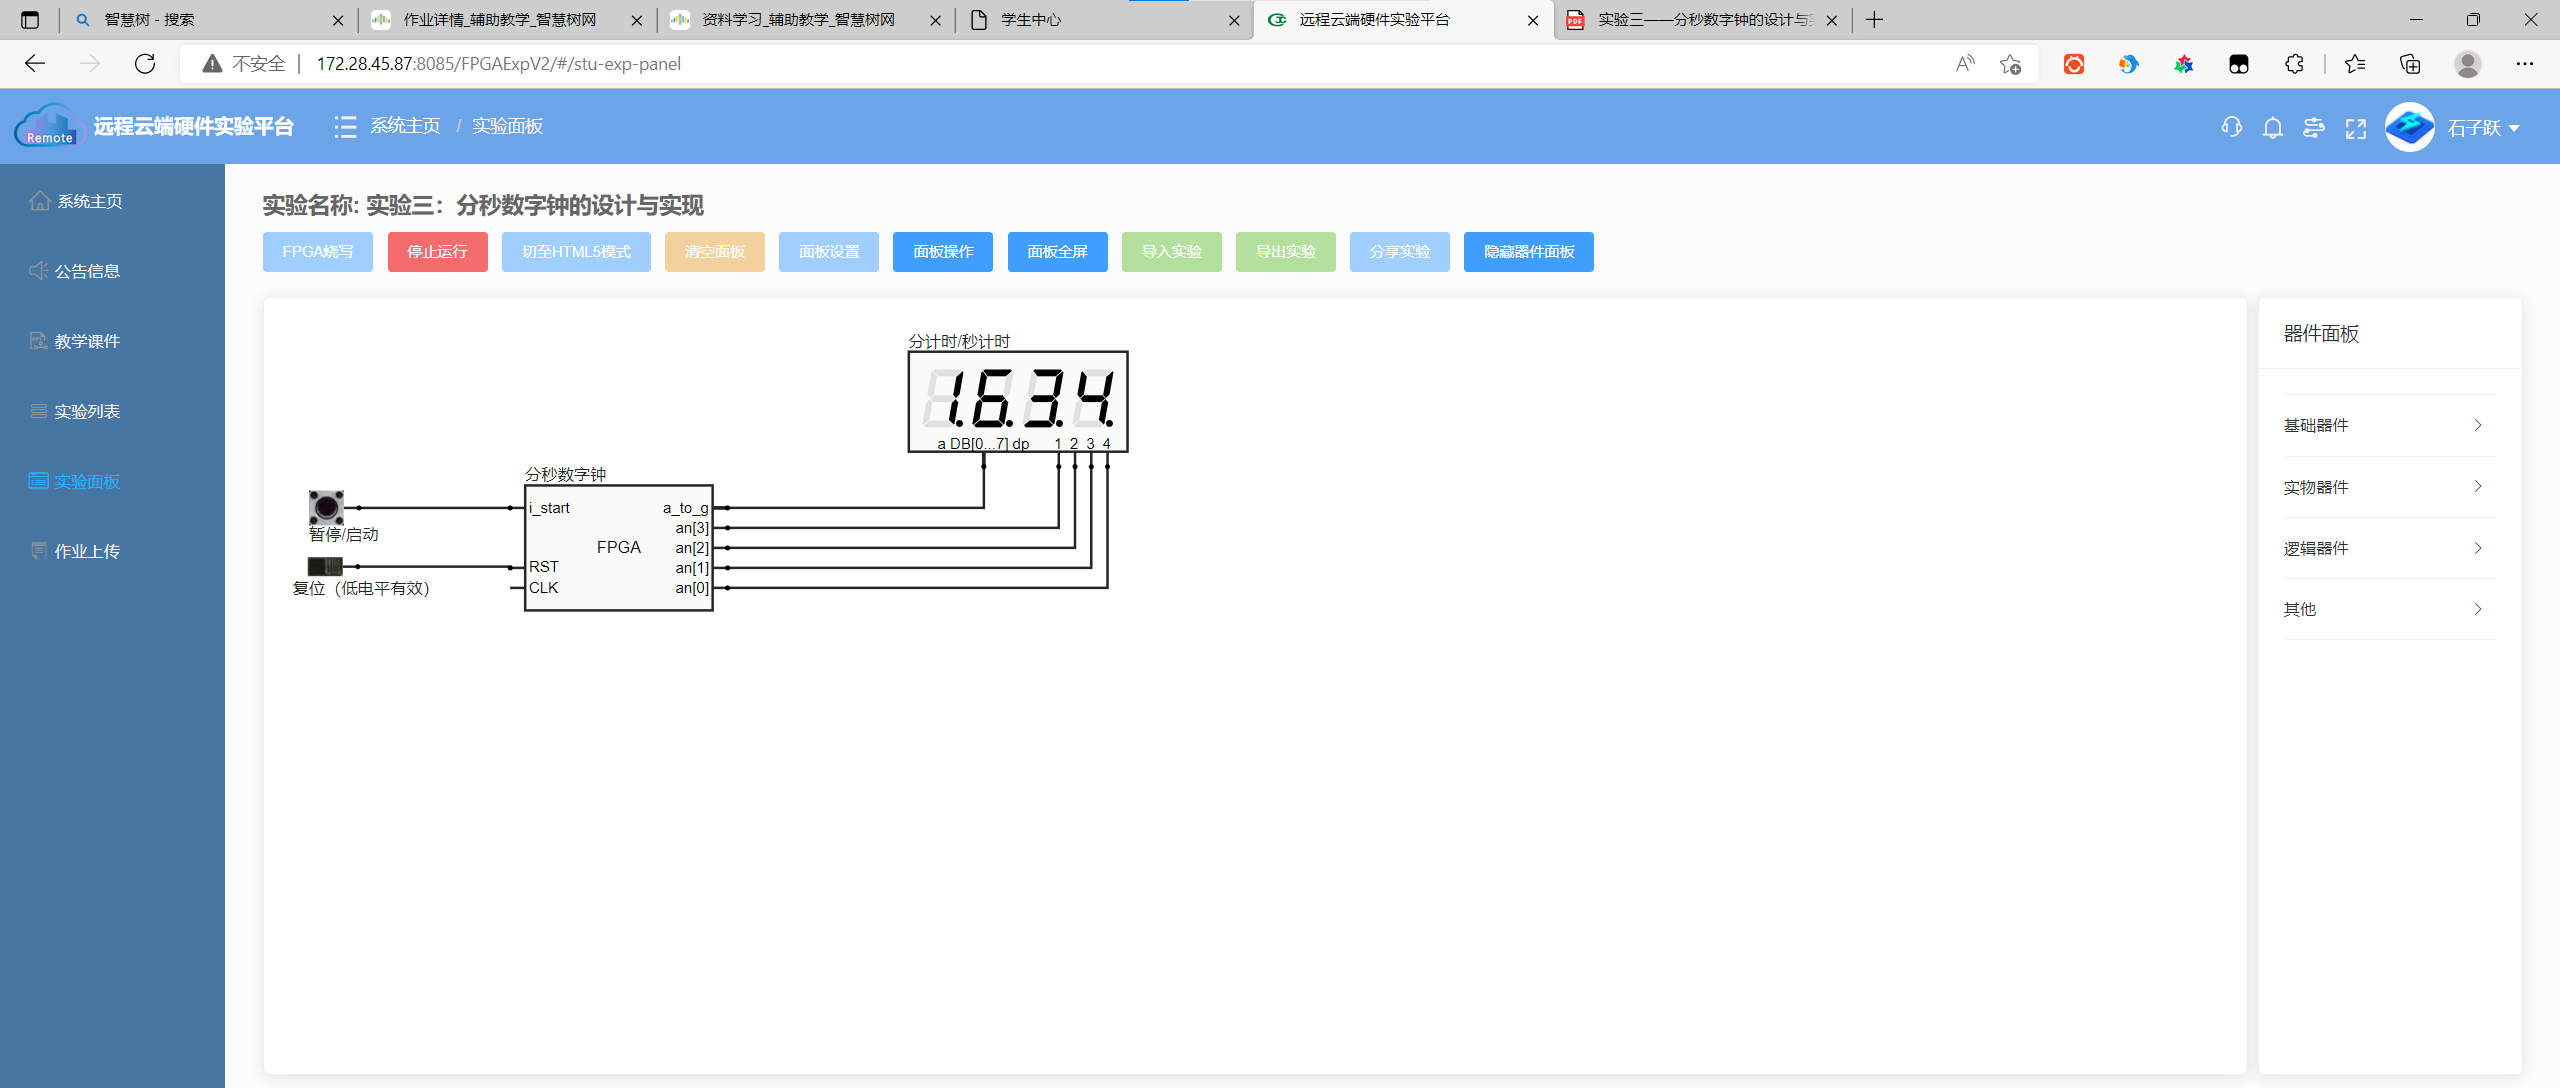 智慧树 - 搜索
作业详情_辅助教学_智慧树网
资料学习_辅助教学_智慧树网
学生中心
远程云端硬件实验平台
实验三——分秒数字钟的设计与
不安全 | 172.28.45.87:8085/FPGAExpV2/#/stu-exp-panel
Remote
远程云端硬件实验平台
系统主页 / 实验面板
石子跃
系统主页
公告信息
教学课件
实验列表
实验面板
作业上传
实验名称: 实验三：分秒数字钟的设计与实现
FPGA烧写
停止运行
切至HTML5模式
清空面板
面板设置
面板操作
面板全屏
导入实验
导出实验
分享实验
隐藏器件面板
分计时/秒计时
1.6.3.4.
a DB[0...7] dp 1 2 3 4
分秒数字钟
i_start
a_to_g
an[3]
FPGA
an[2]
RST
an[1]
CLK
an[0]
暂停/启动
复位（低电平有效）
器件面板
基础器件
实物器件
逻辑器件
其他